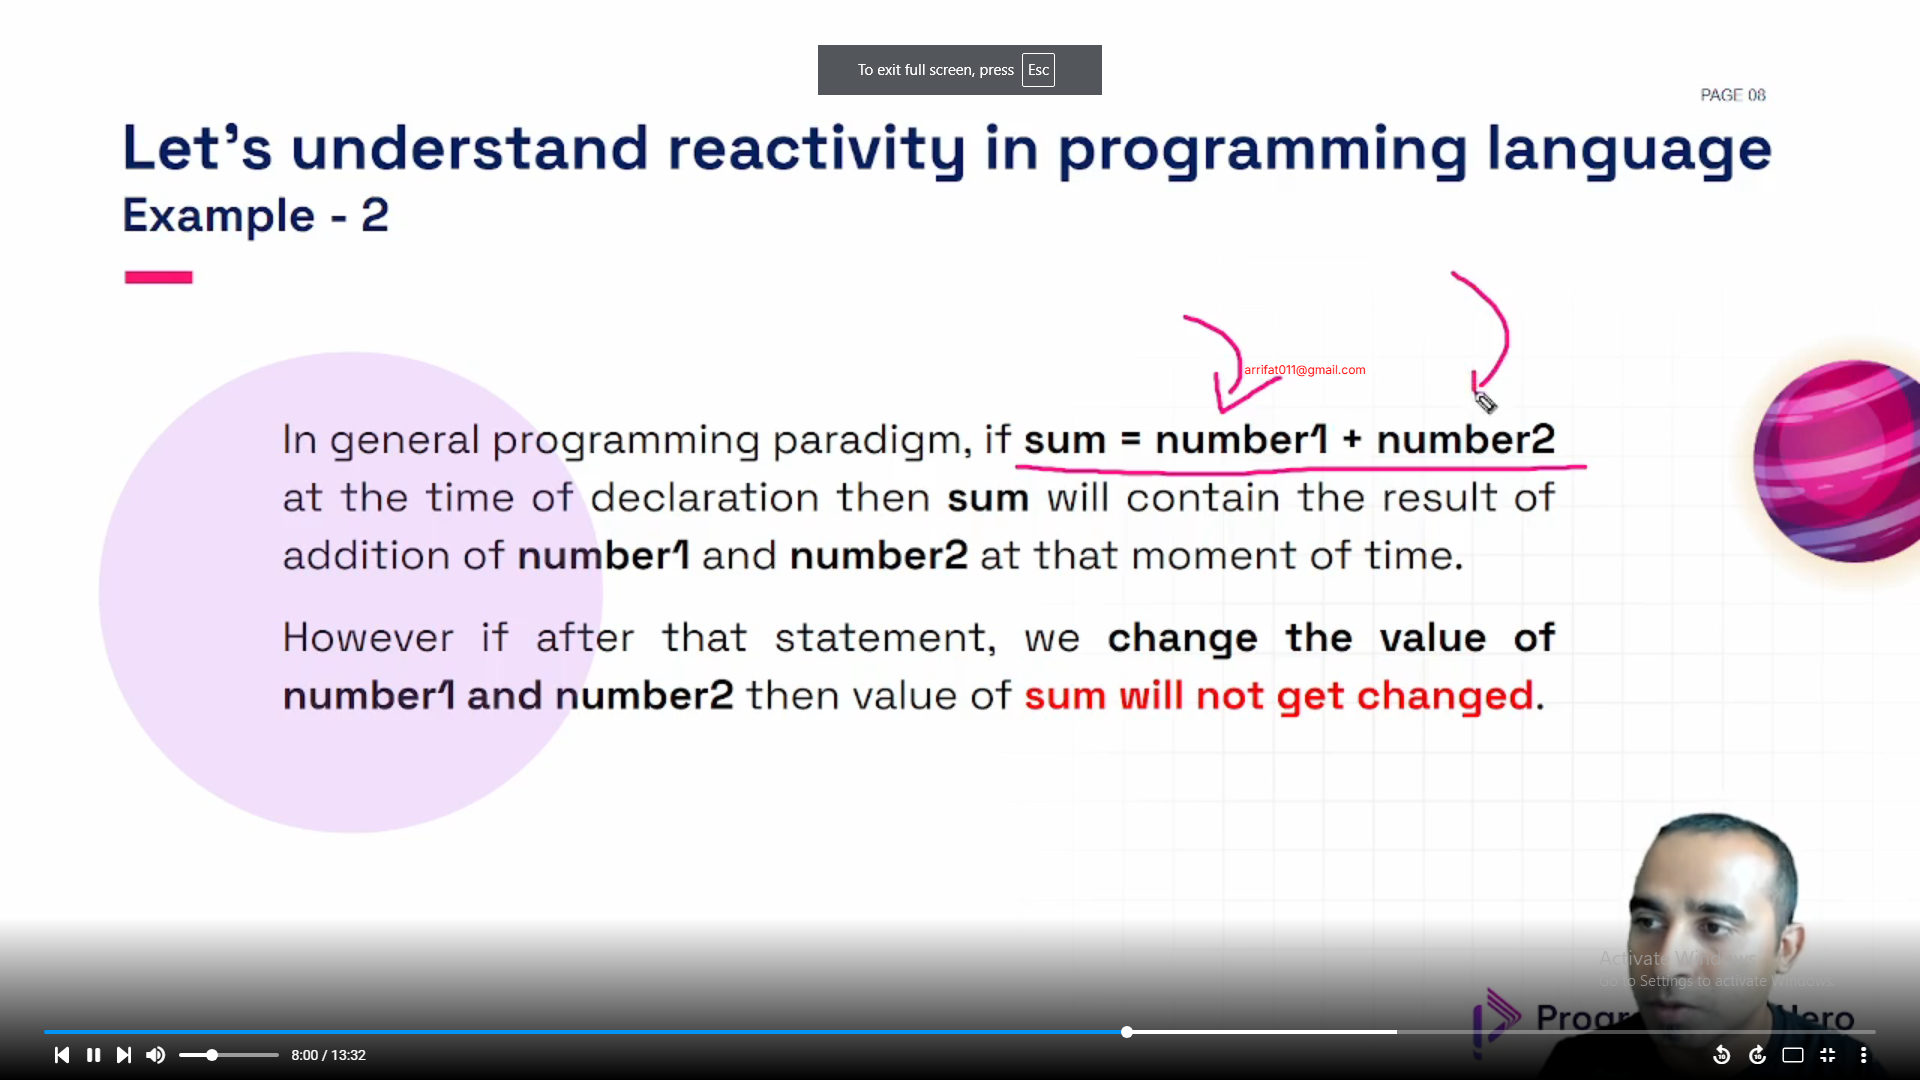 To exit full screen, press Esc
PAGE 08
Let's understand reactivity in programming language
Example - 2
arrifat011@gmail.com
In general programming paradigm, if sum = number1 + number2
at the time of declaration then sum will contain the result of
addition of number1 and number2 at that moment of time.
However if after that statement, we change the value of
number1 and number2 then value of sum will not get changed.
Activate Windows
Go to Settings to activate Windows.
8:00 / 13:32